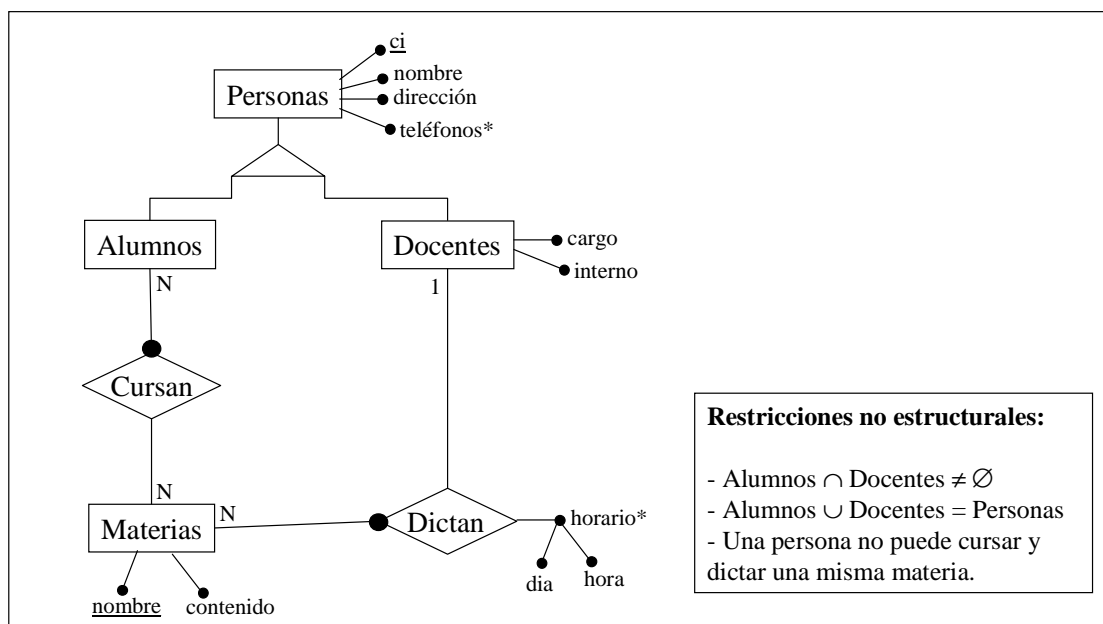 ci
nombre
Personas
dirección
teléfonos*
Alumnos
Docentes
cargo
interno
N
1
Cursan
N
N
Materias
Dictan
horario*
dia
hora
nombre
contenido
Restricciones no estructurales:
- Alumnos ∩ Docentes ≠ ∅
- Alumnos ∪ Docentes = Personas
- Una persona no puede cursar y
dictar una misma materia.